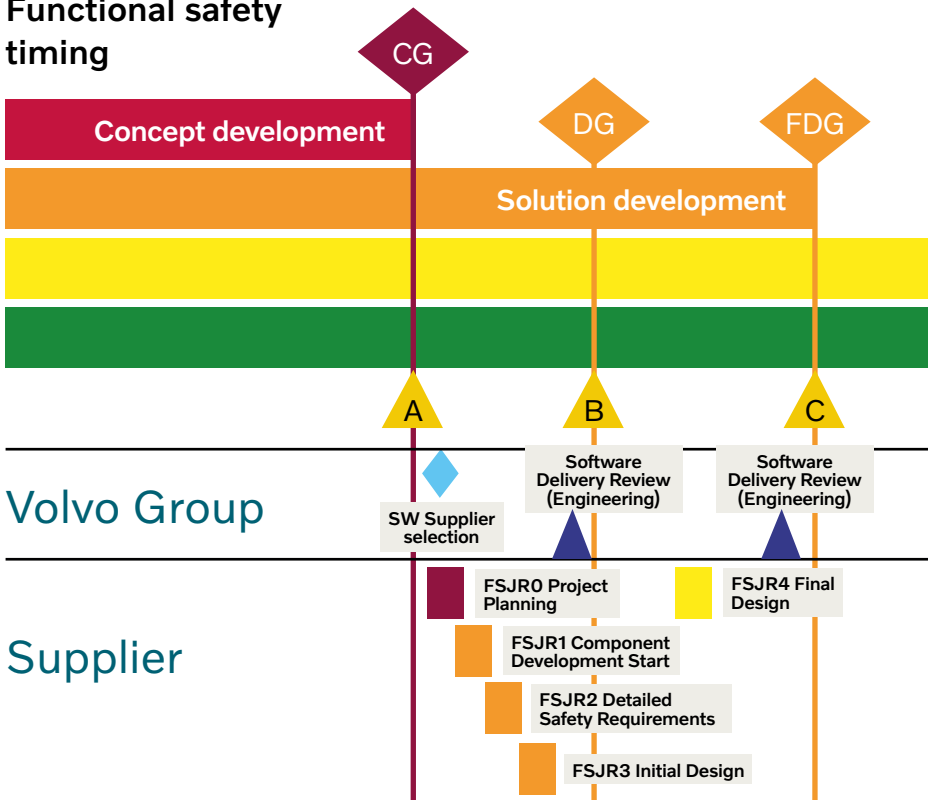 Functional safety
timing
CG
DG
FDG
Concept development
Solution development
A
B
C
Volvo Group
SW Supplier
selection
Software
Delivery Review
(Engineering)
Software
Delivery Review
(Engineering)
Supplier
FSJR0 Project
Planning
FSJR4 Final
Design
FSJR1 Component
Development Start
FSJR2 Detailed
Safety Requirements
FSJR3 Initial Design